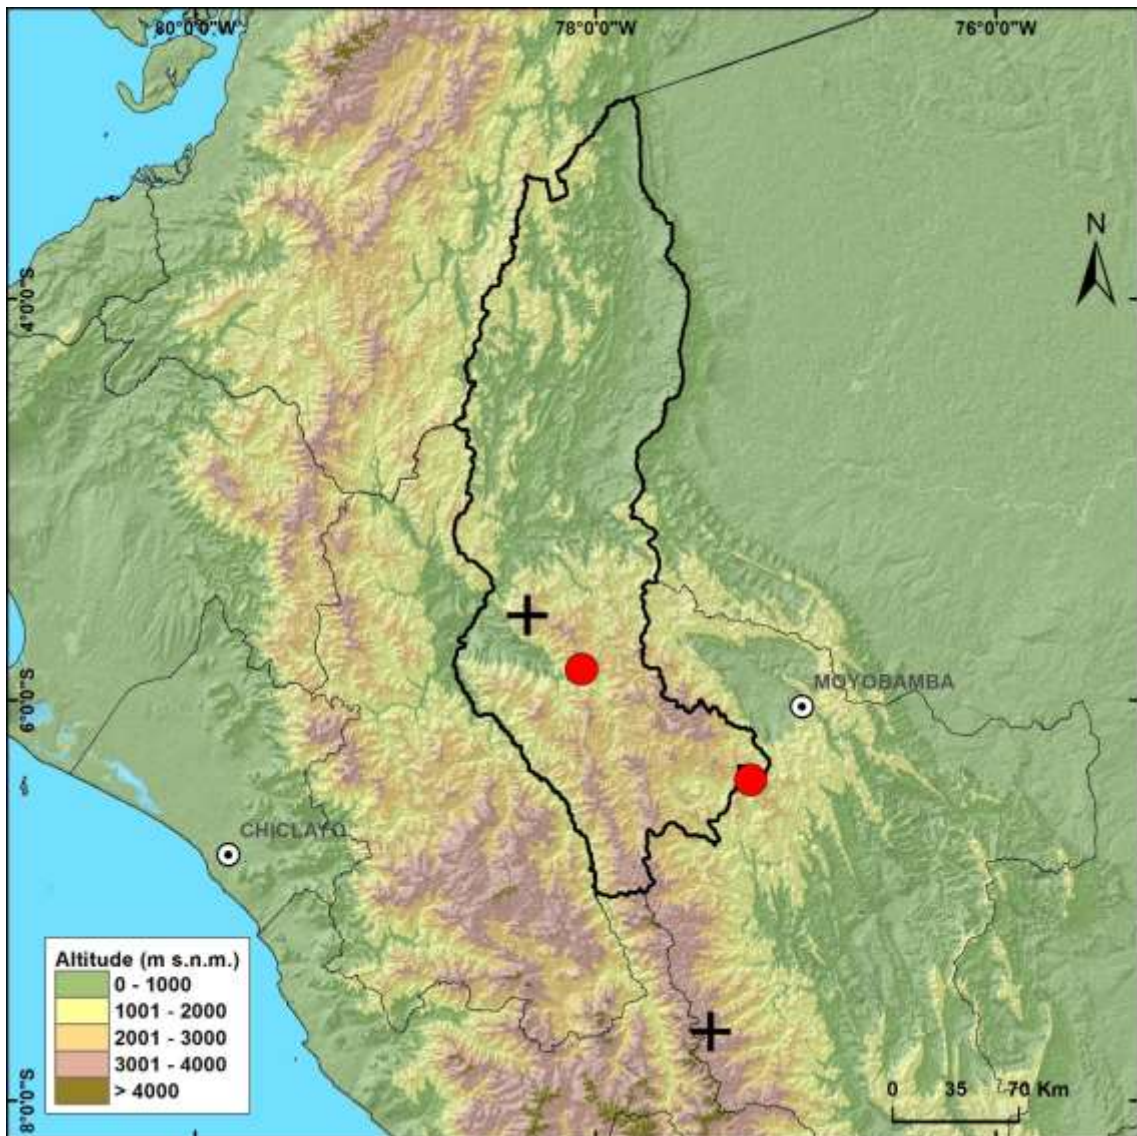 80°0'0"W
78°0'0"W
76°0'0"W
N
4°0'0"S
MOYOBAMBA
6°0'0"S
CHICLAYO
Altitude (m s.n.m.)
0 - 1000
1001 - 2000
2001 - 3000
3001 - 4000
> 4000
0 35 70 Km
8°0'0"S